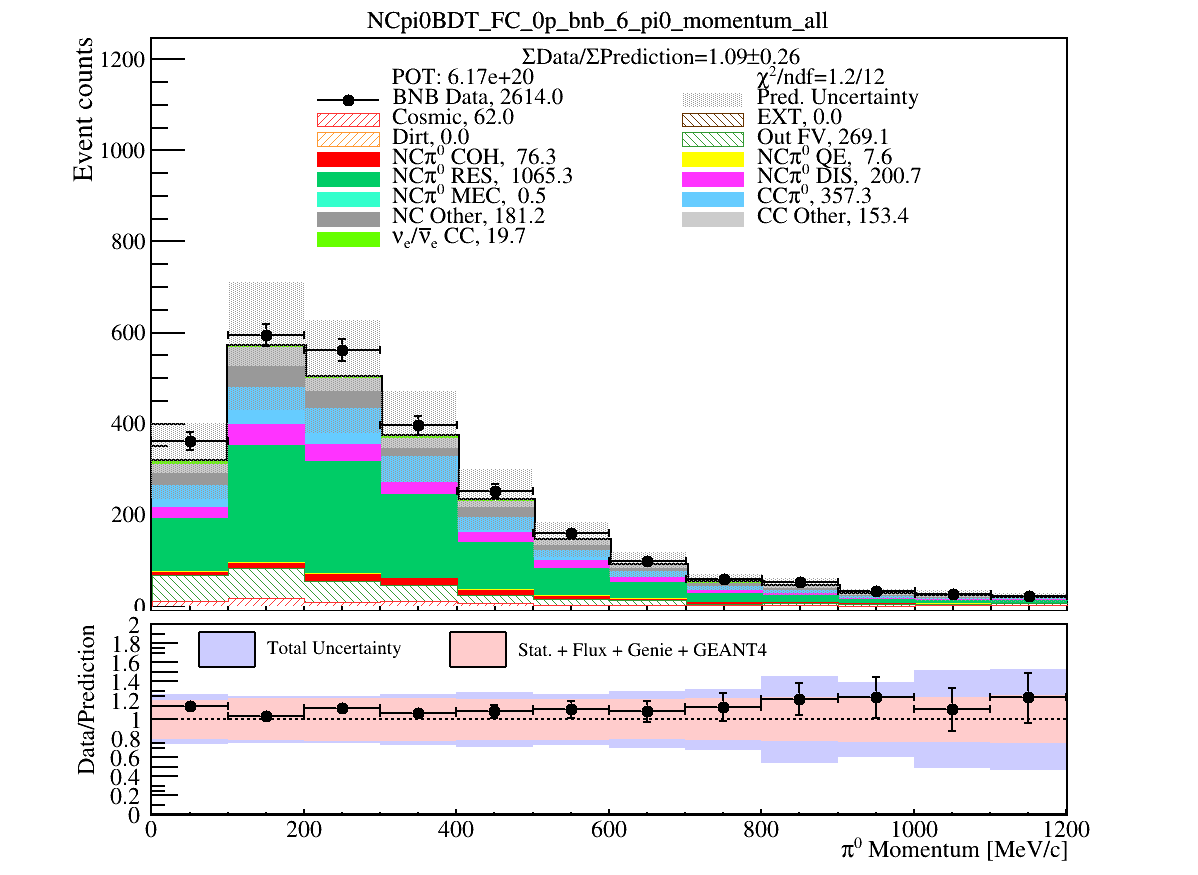 NCpi0BDT_FC_0p_bnb_6_pi0_momentum_all
ΣData/ΣPrediction=1.09±0.26
POT: 6.17e+20
χ²/ndf=1.2/12
BNB Data, 2614.0
Pred. Uncertainty
Cosmic, 62.0
EXT, 0.0
Dirt, 0.0
Out FV, 269.1
NCπ⁰ COH, 76.3
NCπ⁰ QE, 7.6
NCπ⁰ RES, 1065.3
NCπ⁰ DIS, 200.7
NCπ⁰ MEC, 0.5
CCπ⁰, 357.3
NC Other, 181.2
CC Other, 153.4
νₑ/ν̅ₑ CC, 19.7
Event counts
1200
1000
800
600
400
200
0
Total Uncertainty
Stat. + Flux + Genie + GEANT4
Data/Prediction
2
1.8
1.6
1.4
1.2
1
0.8
0.6
0.4
0.2
0
0 200 400 600 800 1000 1200
π⁰ Momentum [MeV/c]